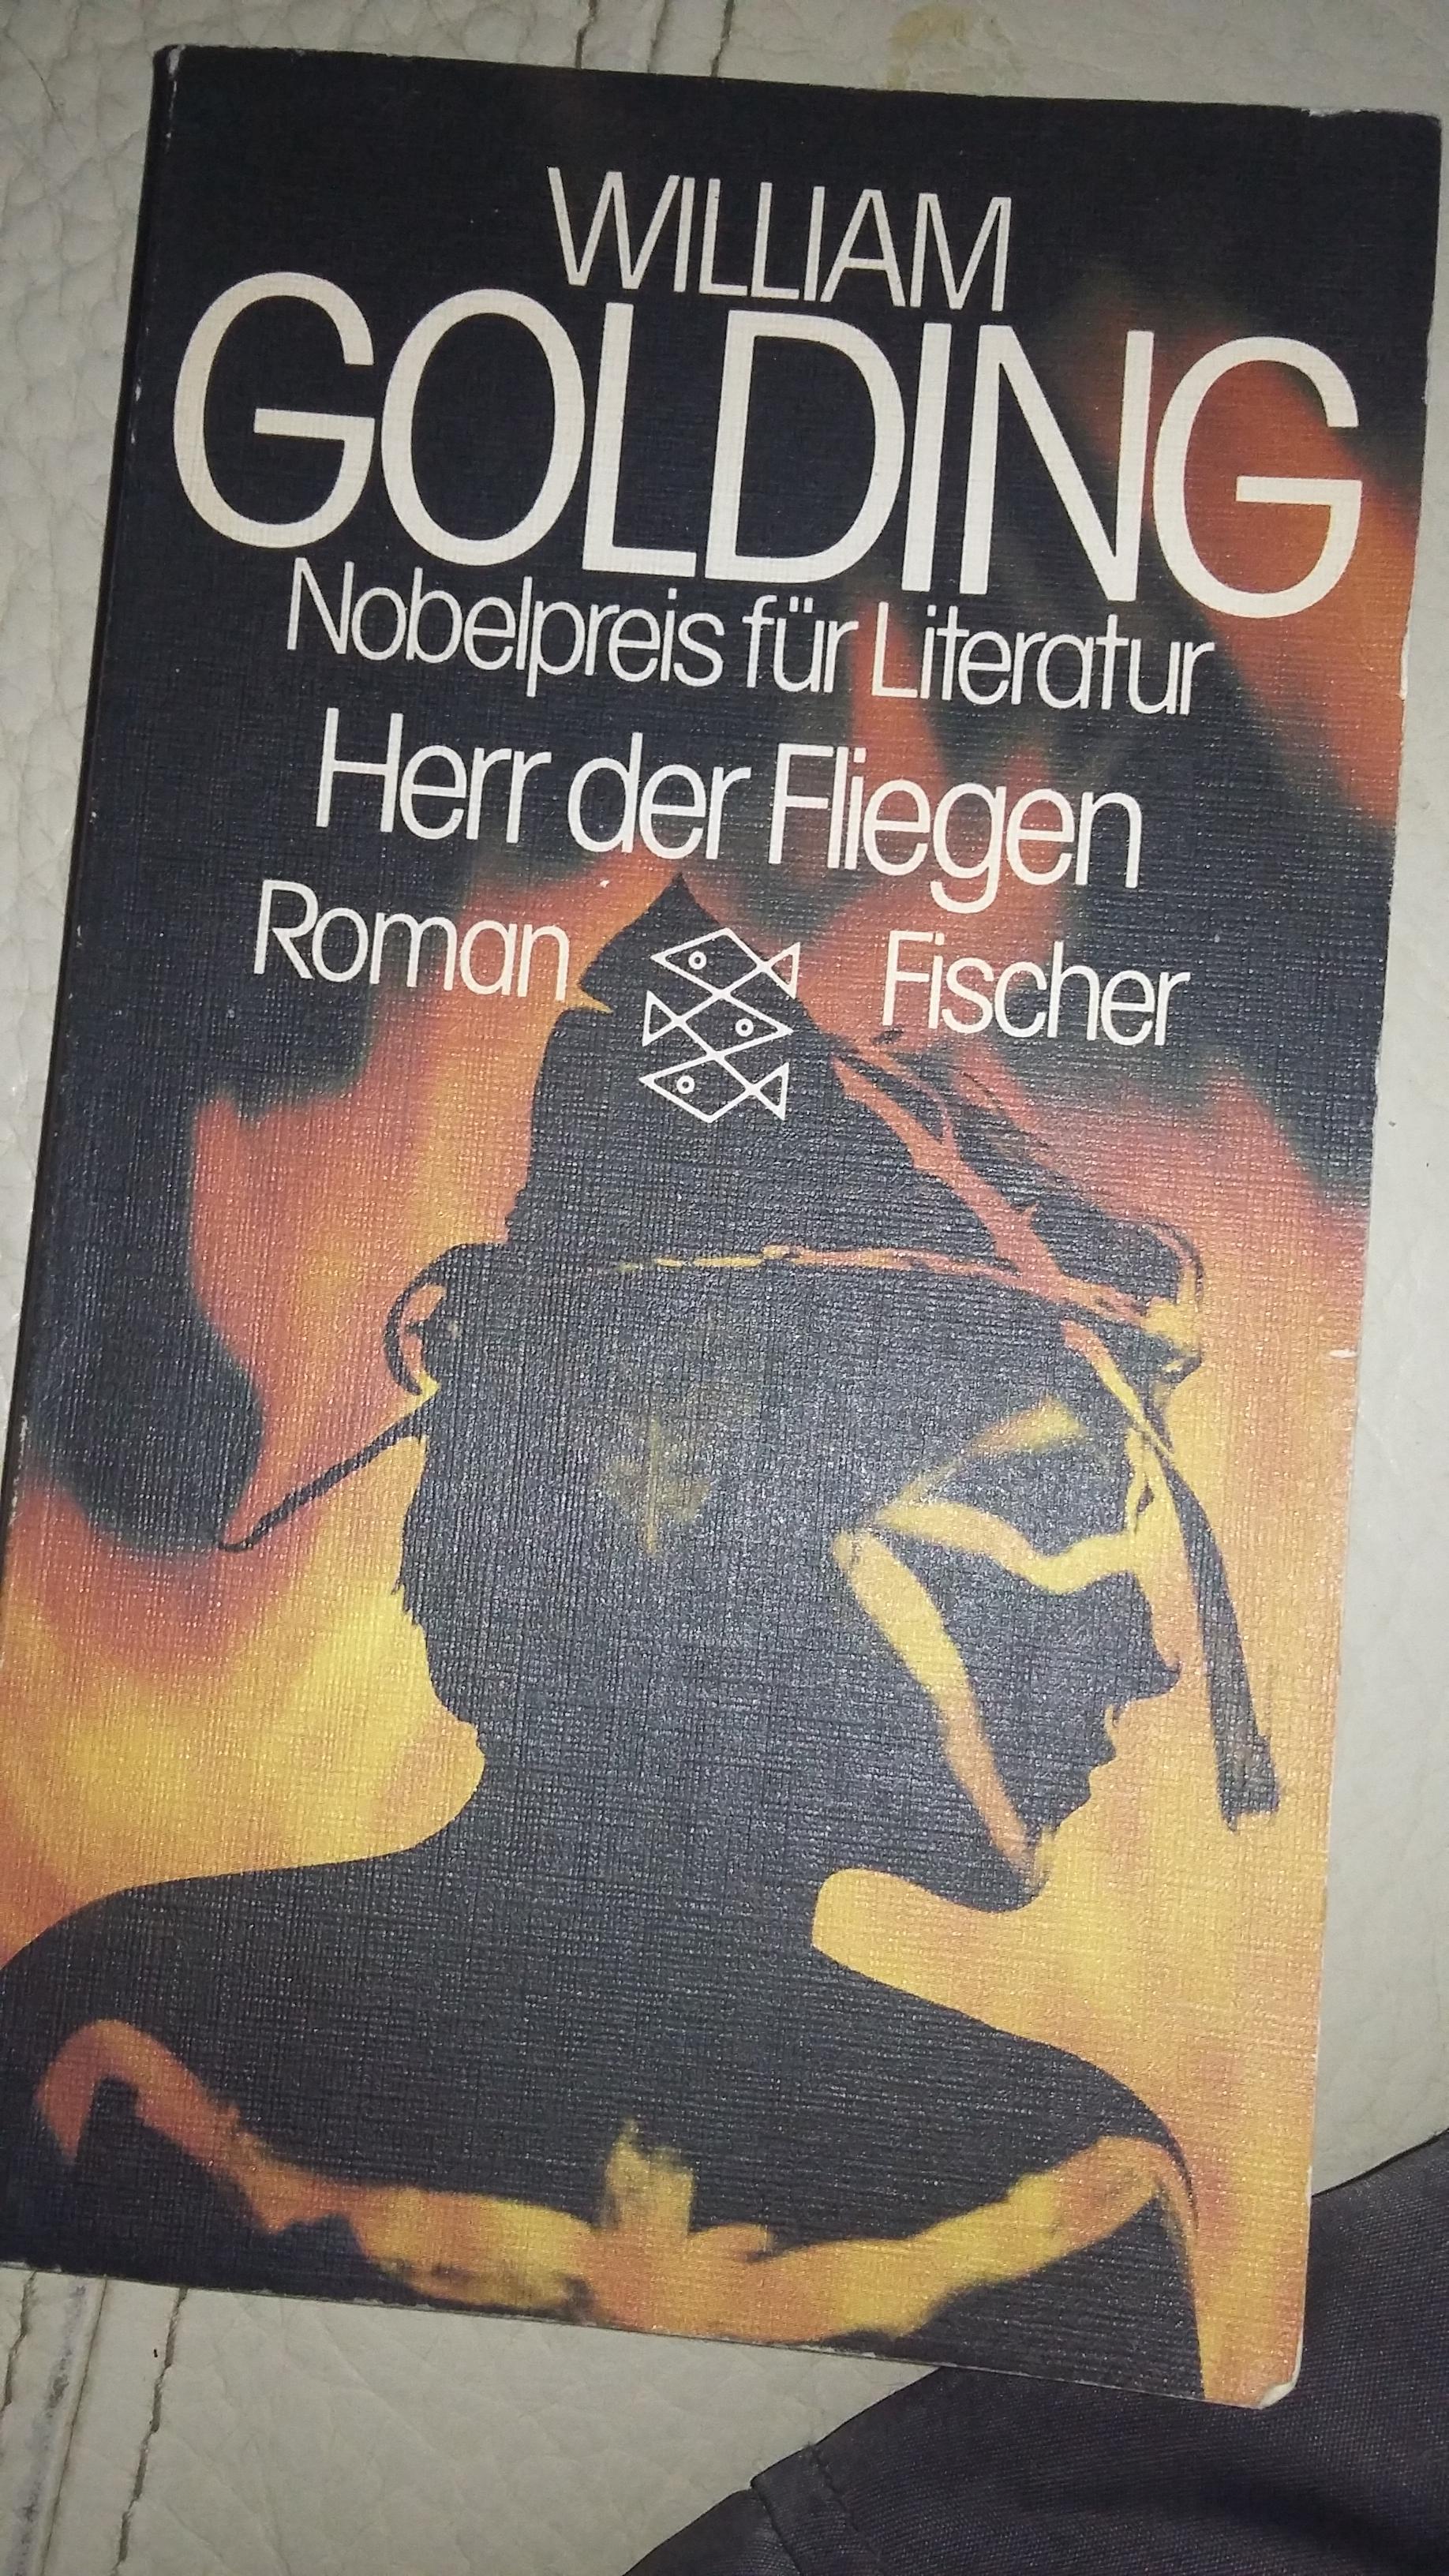 WILLIAM
GOLDING
Nobelpreis für Literatur
Herr der Fliegen
Roman Fischer